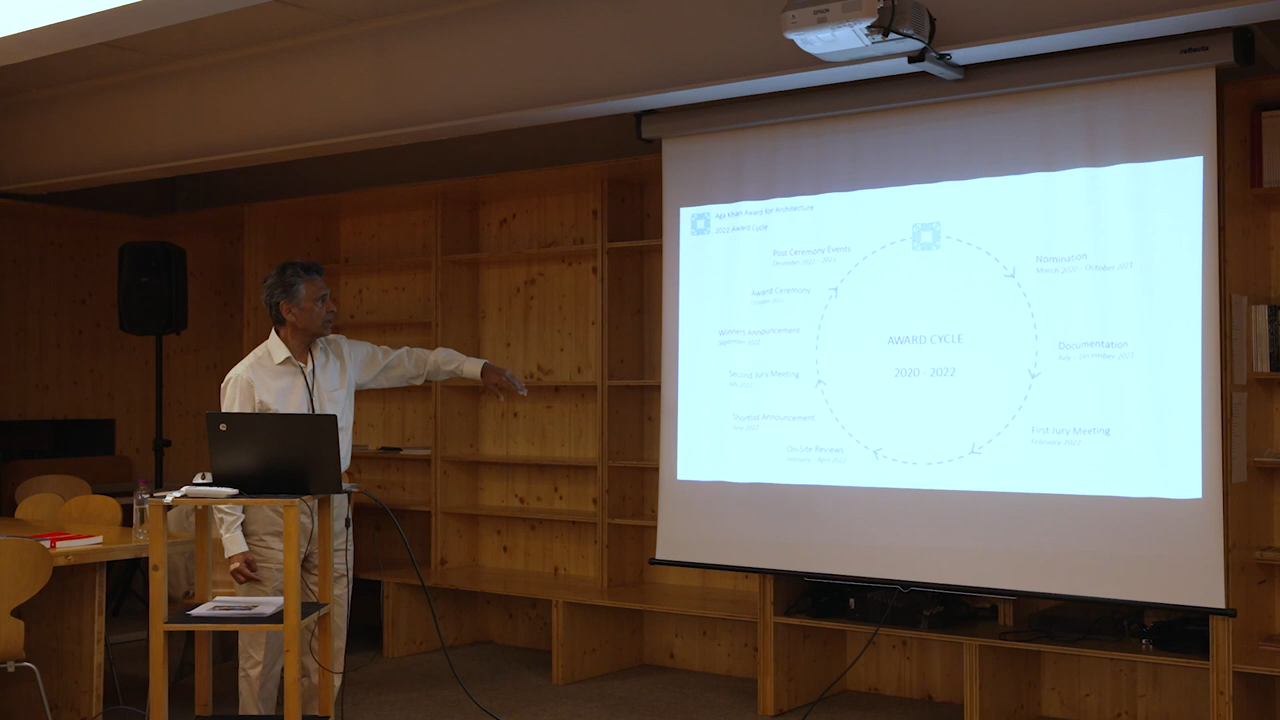 EPSON
reflecta
Aga Khan Award for Architecture
2022 Award Cycle
Post Ceremony Events
December 2022 - 2023
Nomination
March 2020 - October 2021
Award Ceremony
October 2022
Winners Announcement
September 2022
AWARD CYCLE
2020 - 2022
Documentation
July - December 2021
Second Jury Meeting
July 2022
Shortlist Announcement
June 2022
First Jury Meeting
February 2022
On-Site Reviews
February - April 2022